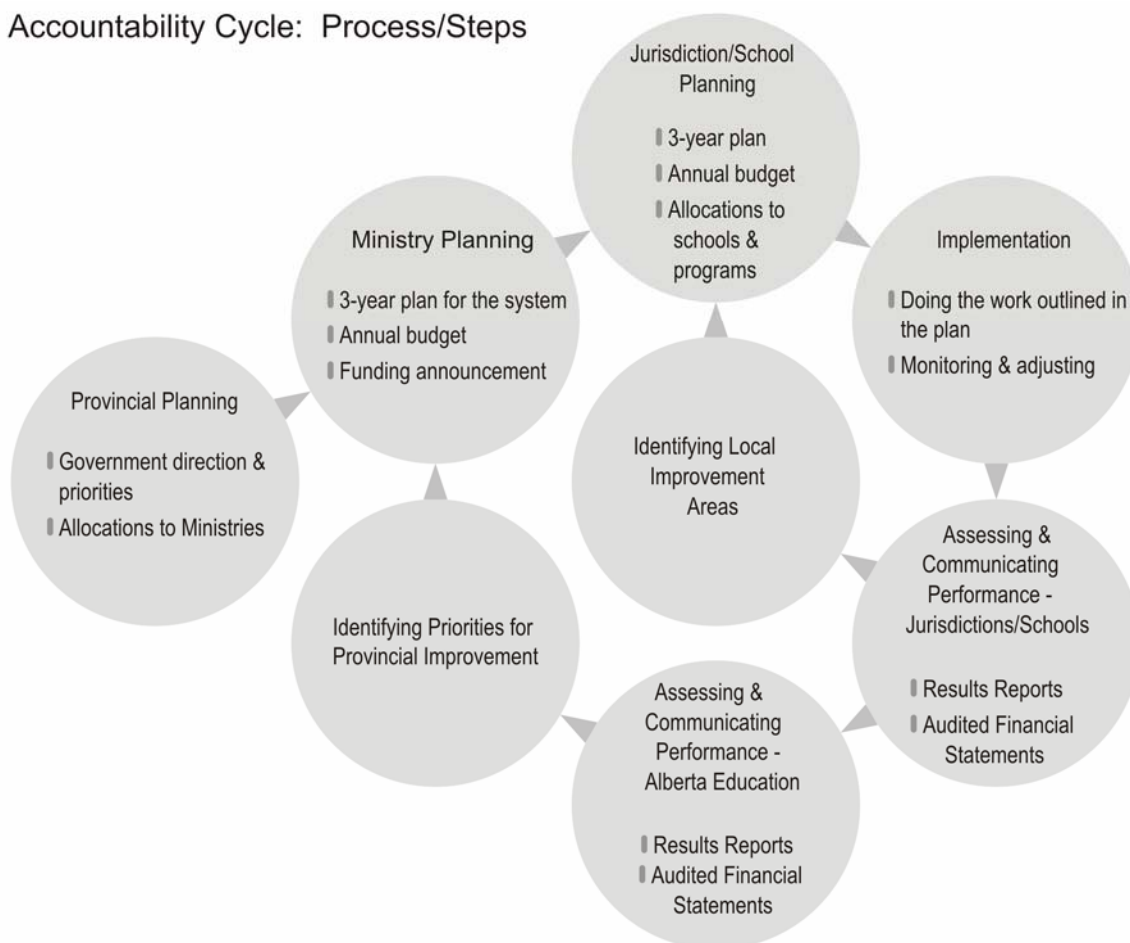 Accountability Cycle:  Process/Steps
Provincial Planning
Government direction &
priorities
Allocations to Ministries
Ministry Planning
3-year plan for the system
Annual budget
Funding announcement
Jurisdiction/School
Planning
3-year plan
Annual budget
Allocations to
schools &
programs
Implementation
Doing the work outlined in
the plan
Monitoring & adjusting
Assessing &
Communicating
Performance -
Jurisdictions/Schools
Results Reports
Audited Financial
Statements
Identifying Local
Improvement
Areas
Assessing &
Communicating
Performance -
Alberta Education
Results Reports
Audited Financial
Statements
Identifying Priorities for
Provincial Improvement